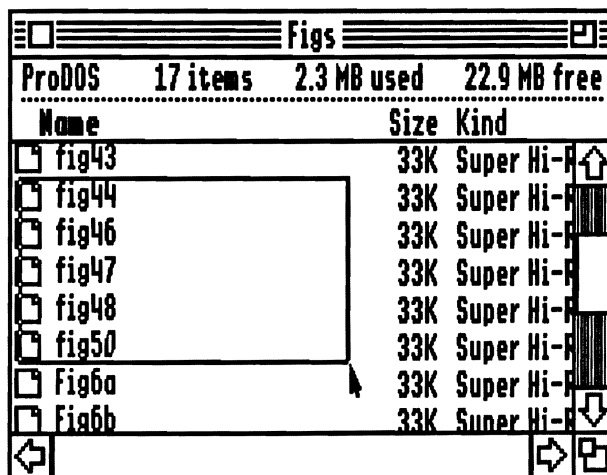 Figs
ProDOS 17 items 2.3 MB used 22.9 MB free
Name Size Kind
fig43 33K Super Hi-R
fig44 33K Super Hi-R
fig46 33K Super Hi-R
fig47 33K Super Hi-R
fig48 33K Super Hi-R
fig50 33K Super Hi-R
Fig6a 33K Super Hi-R
Fig6b 33K Super Hi-R